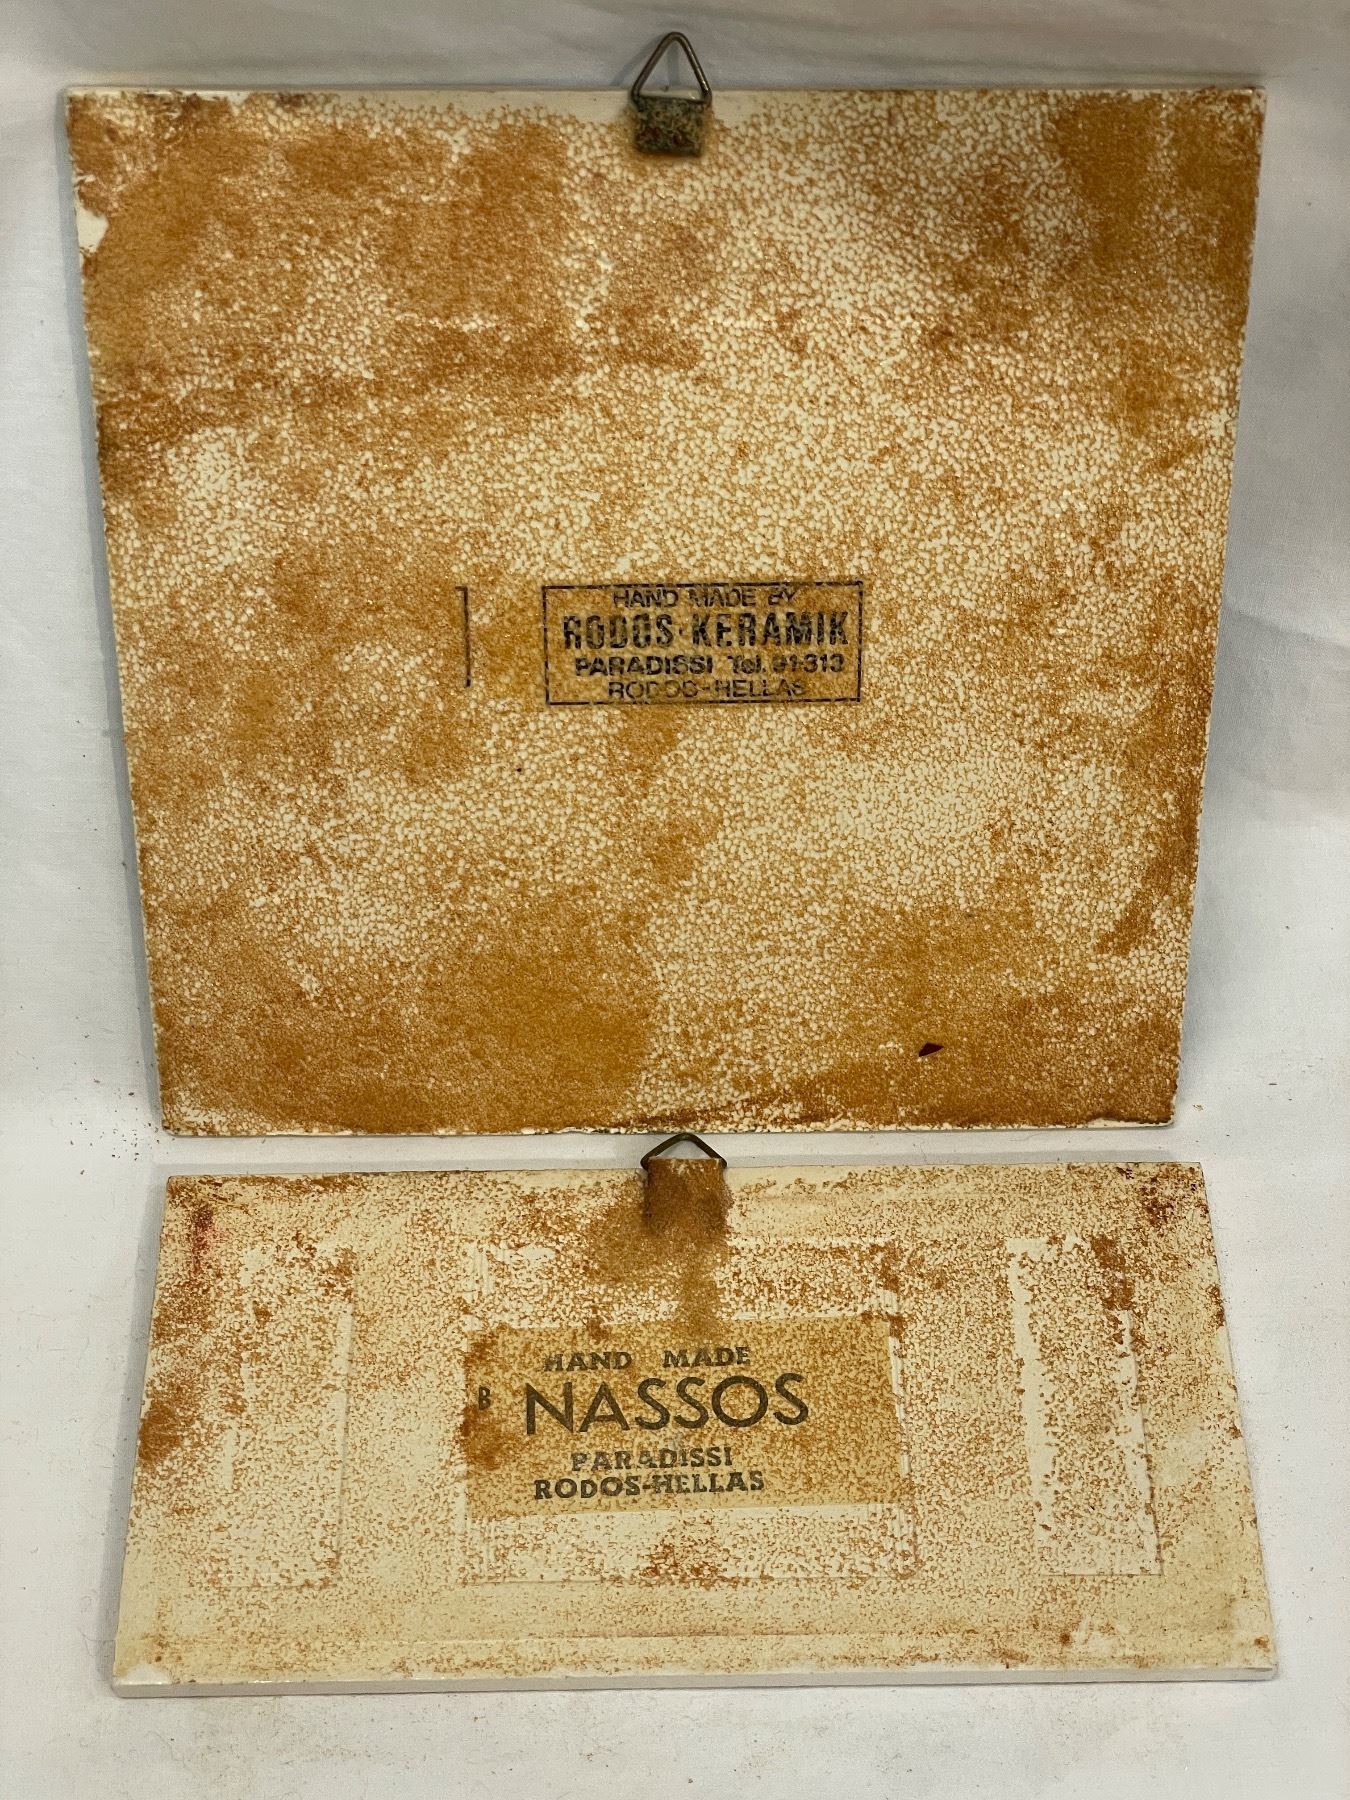 HAND MADE BY
RODOS-KERAMIK
PARADISSI Tel. 91-313
RODOS-HELLAS
HAND MADE
B NASSOS
PARADISSI
RODOS-HELLAS